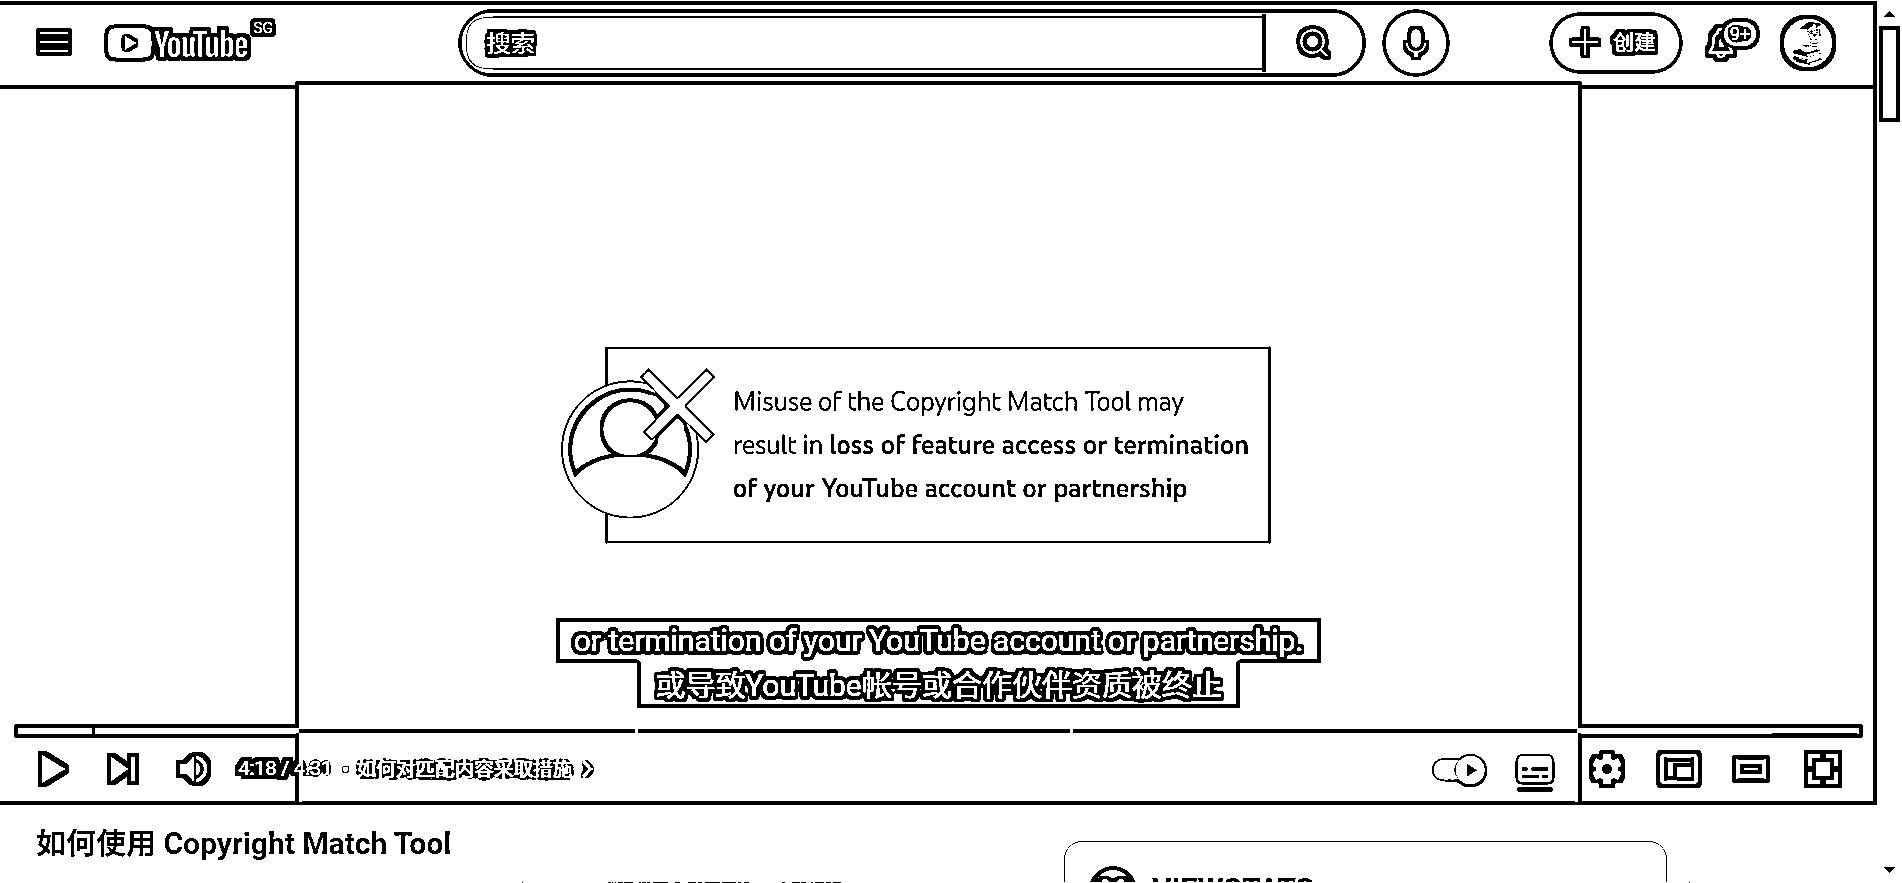 YouTube SG
搜索
创建
9+
Misuse of the Copyright Match Tool may
result in loss of feature access or termination
of your YouTube account or partnership
or termination of your YouTube account or partnership.
或导致YouTube帐号或合作伙伴资质被终止
4:18 / 4:31 • 如何对匹配内容采取措施
如何使用 Copyright Match Tool
VIEWSTATS